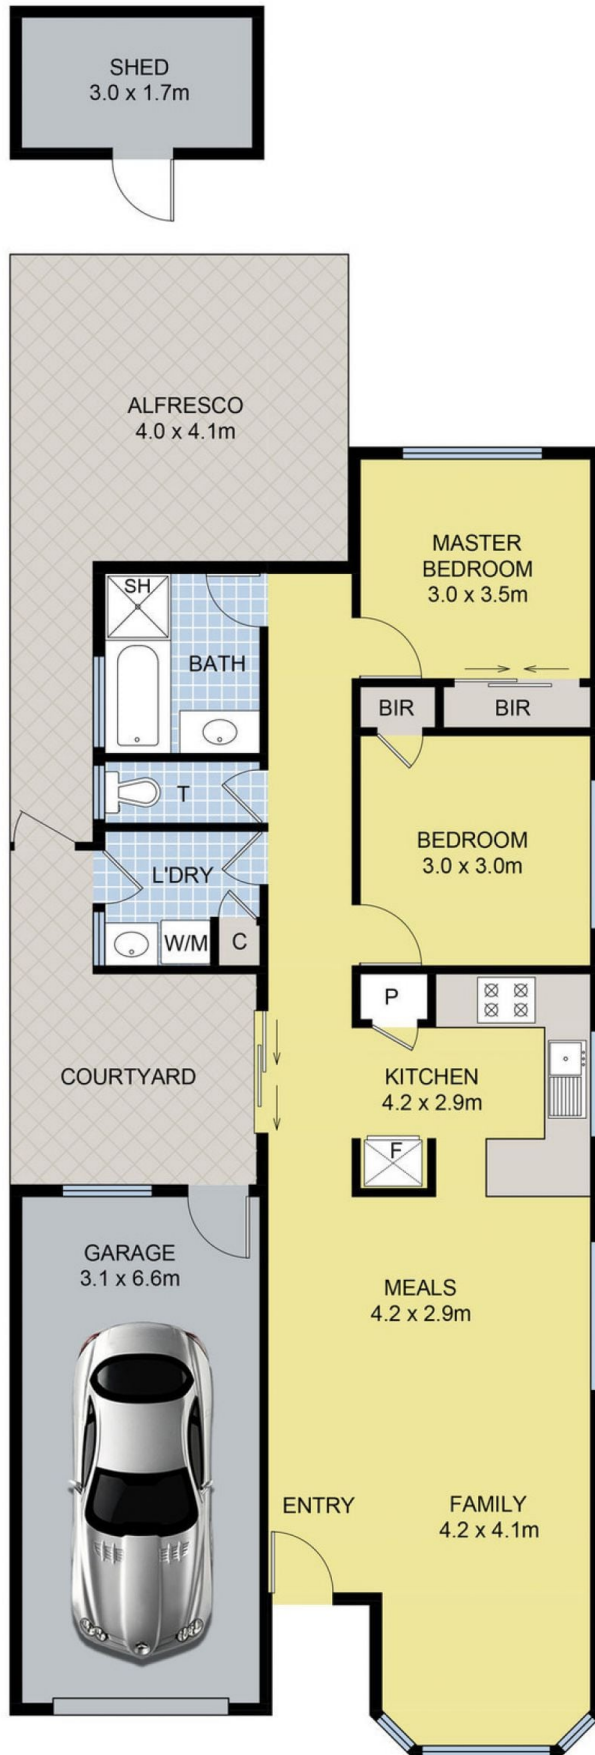 SHED
3.0 x 1.7m
ALFRESCO
4.0 x 4.1m
MASTER
BEDROOM
3.0 x 3.5m
SH
BATH
BIR
BIR
T
BEDROOM
3.0 x 3.0m
L'DRY
W/M
C
P
COURTYARD
KITCHEN
4.2 x 2.9m
F
GARAGE
3.1 x 6.6m
MEALS
4.2 x 2.9m
ENTRY
FAMILY
4.2 x 4.1m